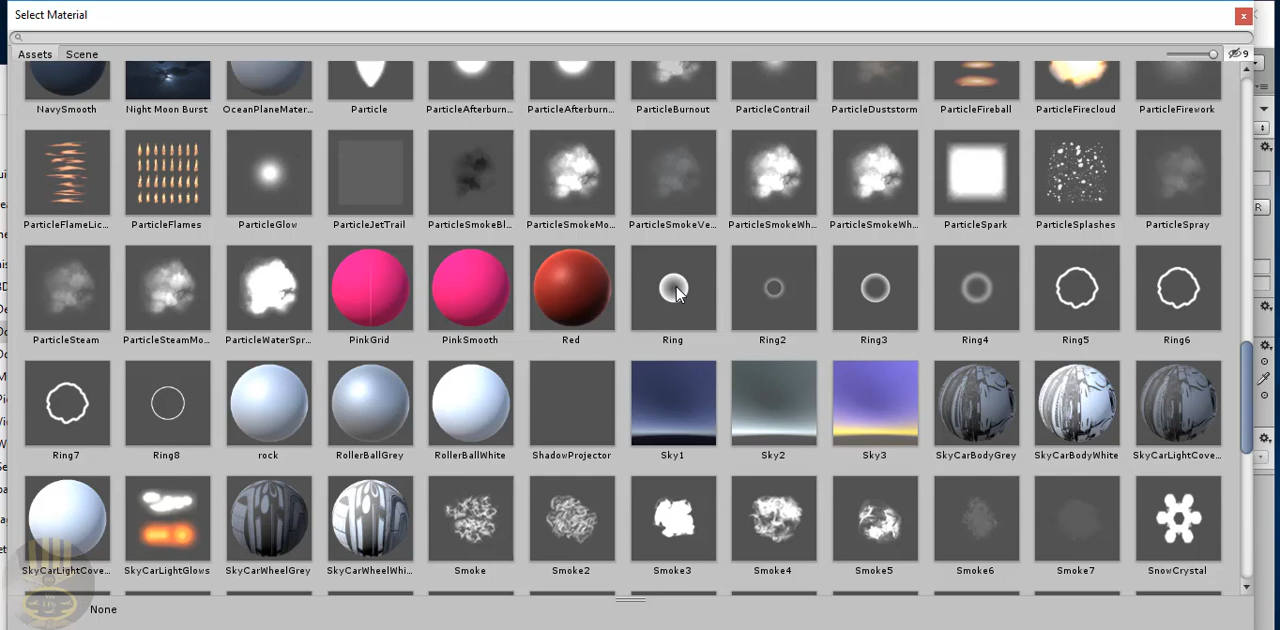 Select Material
x
Assets Scene 9
NavySmooth Night Moon Burst OceanPlaneMater... Particle ParticleAfterburn... ParticleAfterburn... ParticleBurnout ParticleContrail ParticleDuststorm ParticleFireball ParticleFirecloud ParticleFirework
ParticleFlameLic... ParticleFlames ParticleGlow ParticleJetTrail ParticleSmokeBl... ParticleSmokeMo... ParticleSmokeVe... ParticleSmokeWh... ParticleSmokeWh... ParticleSpark ParticleSplashes ParticleSpray
ParticleSteam ParticleSteamMo... ParticleWaterSpr... PinkGrid PinkSmooth Red Ring Ring2 Ring3 Ring4 Ring5 Ring6
Ring7 Ring8 rock RollerBallGrey RollerBallWhite ShadowProjector Sky1 Sky2 Sky3 SkyCarBodyGrey SkyCarBodyWhite SkyCarLightCove...
SkyCarLightCove... SkyCarLightGlows SkyCarWheelGrey SkyCarWheelWhi... Smoke Smoke2 Smoke3 Smoke4 Smoke5 Smoke6 Smoke7 SnowCrystal
None